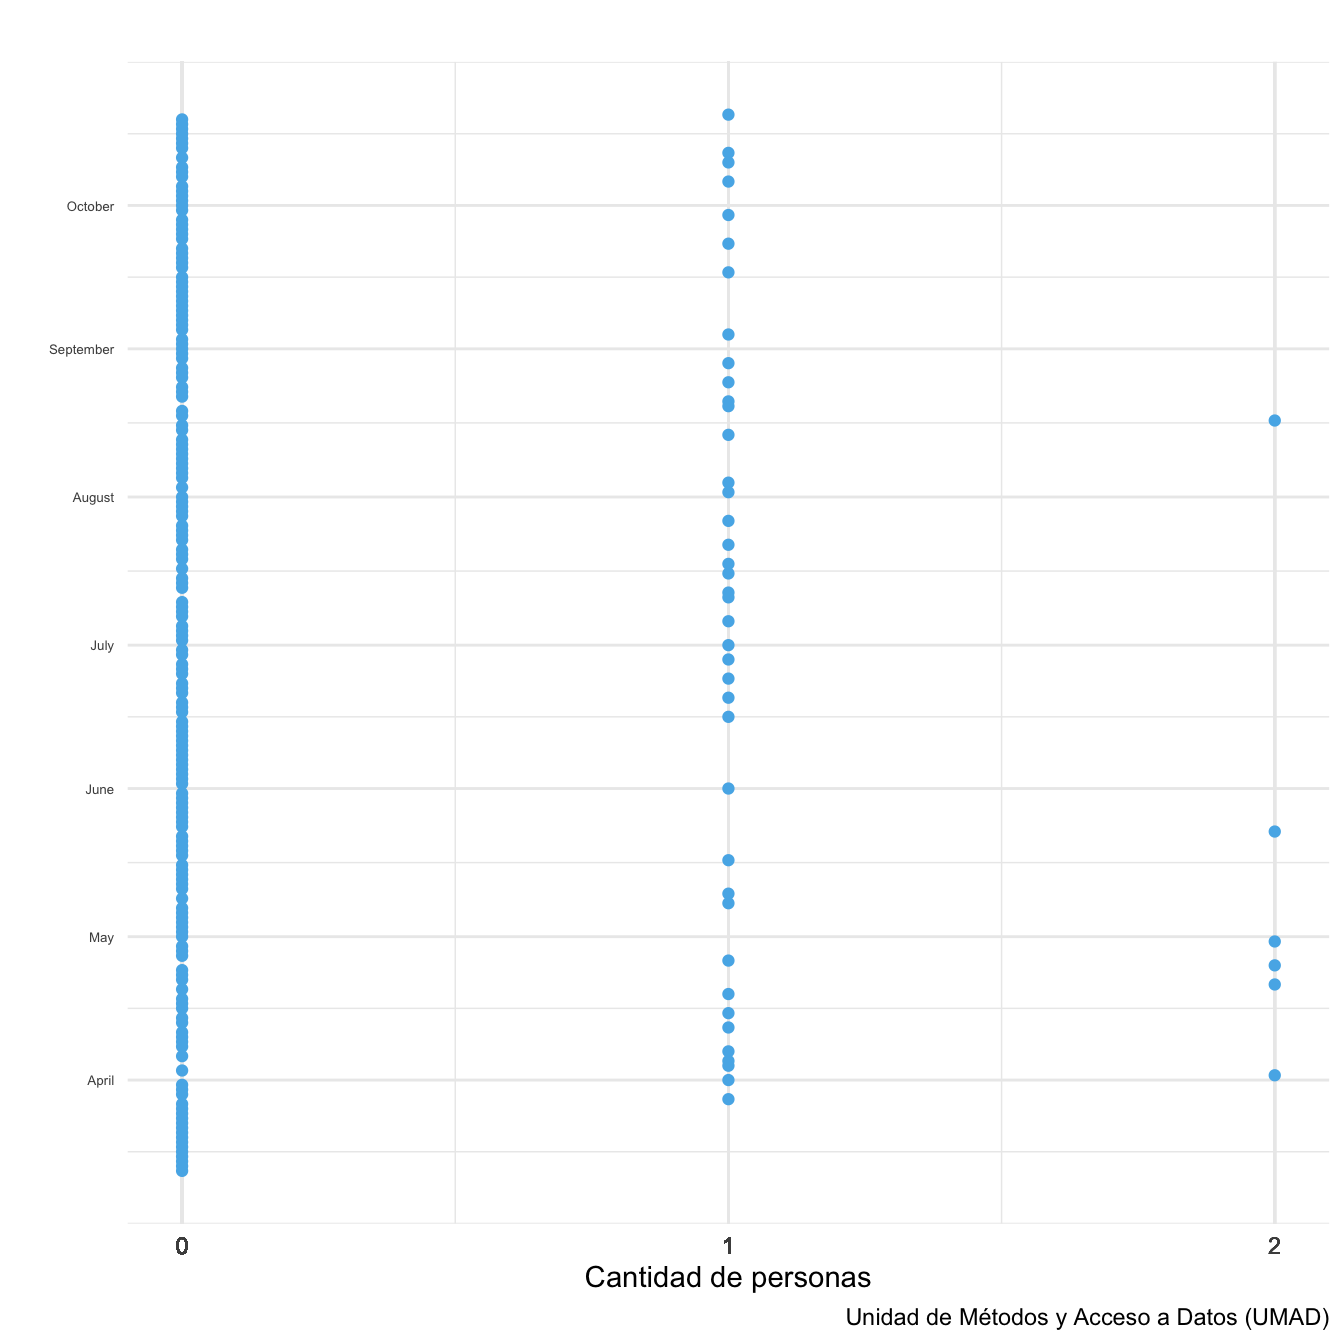 October
September
August
July
June
May
April
0 1 2
Cantidad de personas
Unidad de Métodos y Acceso a Datos (UMAD)